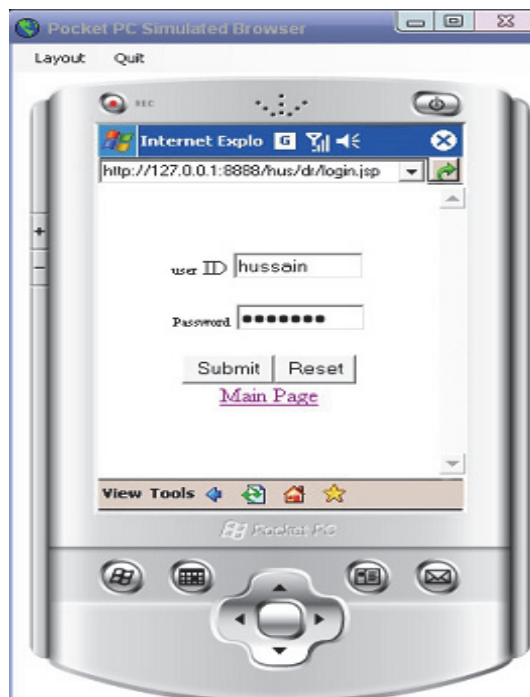 Pocket PC Simulated Browser
Layout Quit
REC
Internet Explo G
http://127.0.0.1:8888/hus/dr/login.jsp
+
−
user ID hussain
Password •••••••
Submit Reset
Main Page
View Tools
Pocket PC